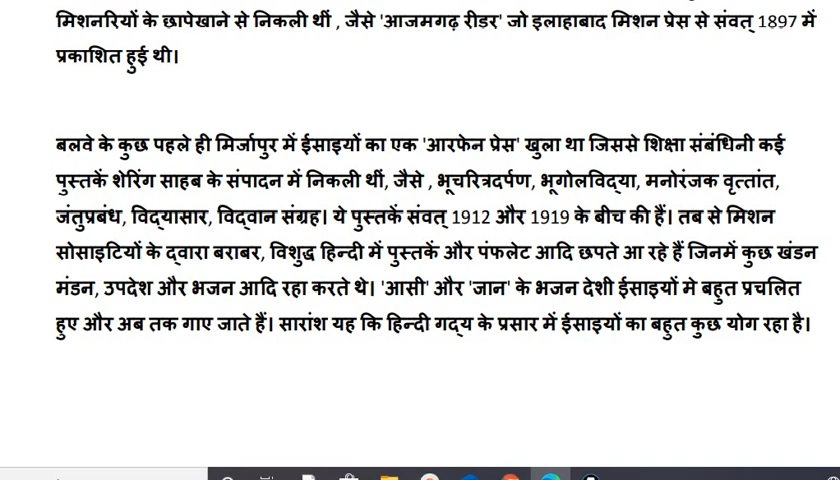 मिशनरियों के छापेखाने से निकली थीं , जैसे 'आजमगढ़ रीडर' जो इलाहाबाद मिशन प्रेस से संवत् 1897 में
प्रकाशित हुई थी।
बलवे के कुछ पहले ही मिर्जापुर में ईसाइयों का एक 'आरफेन प्रेस' खुला था जिससे शिक्षा संबंधिनी कई
पुस्तकें शेरिंग साहब के संपादन में निकली थीं, जैसे , भूचरित्रदर्पण, भूगोलविद्या, मनोरंजक वृत्तांत,
जंतुप्रबंध, विद्यासार, विद्वान संग्रह। ये पुस्तकें संवत् 1912 और 1919 के बीच की हैं। तब से मिशन
सोसाइटियों के द्वारा बराबर, विशुद्ध हिन्दी में पुस्तकें और पंफलेट आदि छपते आ रहे हैं जिनमें कुछ खंडन
मंडन, उपदेश और भजन आदि रहा करते थे। 'आसी' और 'जान' के भजन देशी ईसाइयों मे बहुत प्रचलित
हुए और अब तक गाए जाते हैं। सारांश यह कि हिन्दी गद्य के प्रसार में ईसाइयों का बहुत कुछ योग रहा है।